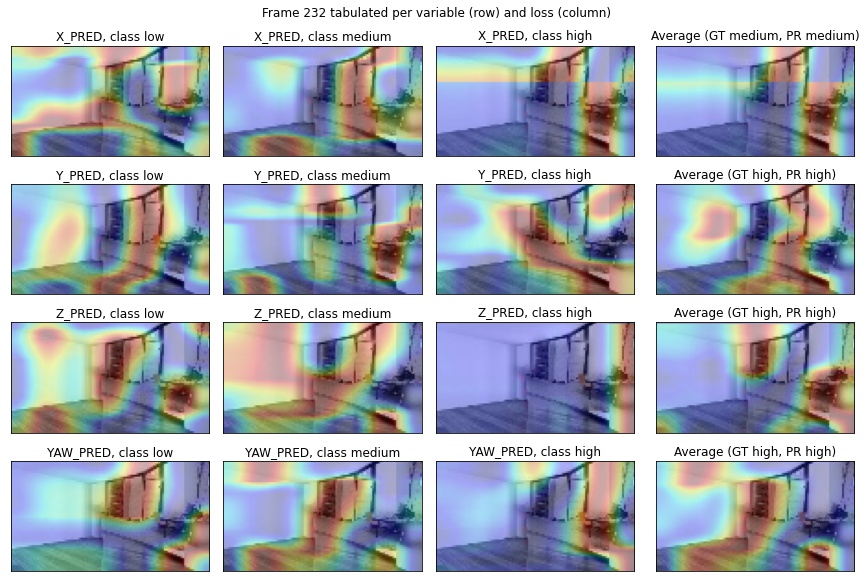 Frame 232 tabulated per variable (row) and loss (column)
X_PRED, class low
X_PRED, class medium
X_PRED, class high
Average (GT medium, PR medium)
Y_PRED, class low
Y_PRED, class medium
Y_PRED, class high
Average (GT high, PR high)
Z_PRED, class low
Z_PRED, class medium
Z_PRED, class high
Average (GT high, PR high)
YAW_PRED, class low
YAW_PRED, class medium
YAW_PRED, class high
Average (GT high, PR high)